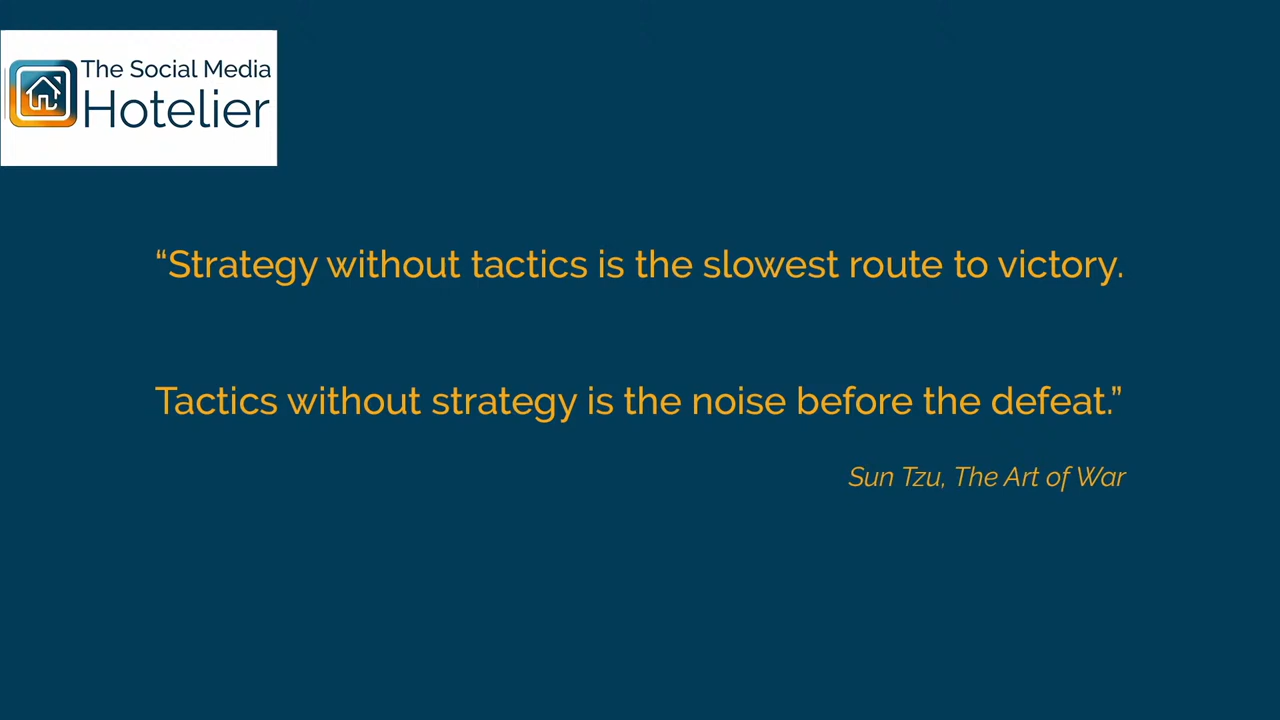 The Social Media
Hotelier
“Strategy without tactics is the slowest route to victory.
Tactics without strategy is the noise before the defeat.”
Sun Tzu, The Art of War